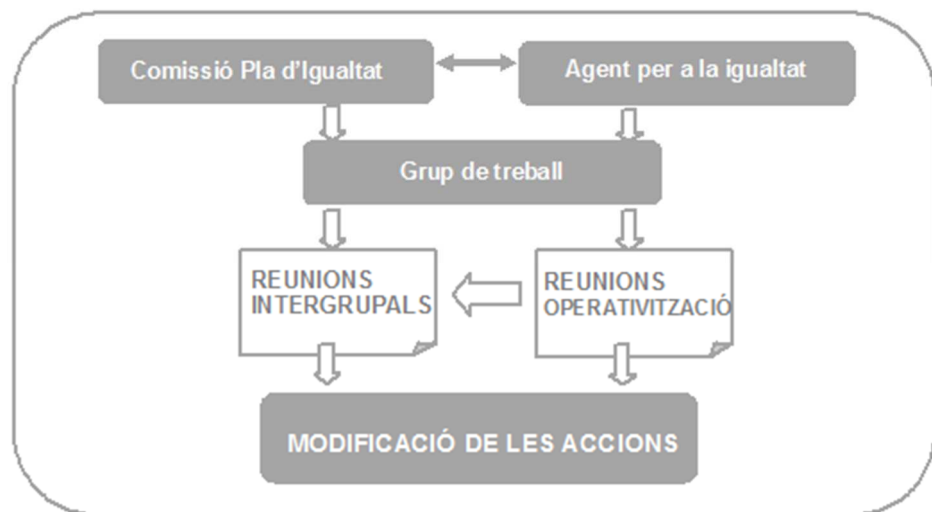 Comissió Pla d'Igualtat
Agent per a la igualtat
Grup de treball
REUNIONS
INTERGRUPALS
REUNIONS
OPERATIVITZACIÓ
MODIFICACIÓ DE LES ACCIONS